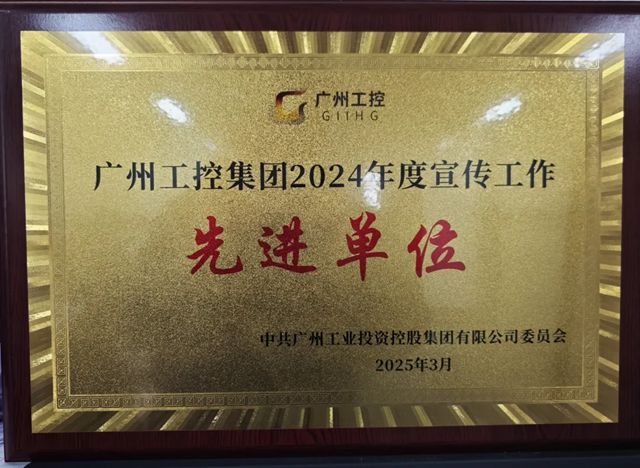 广州工控
GIIHG
广州工控集团2024年度宣传工作
先进单位
中共广州工业投资控股集团有限公司委员会
2025年3月